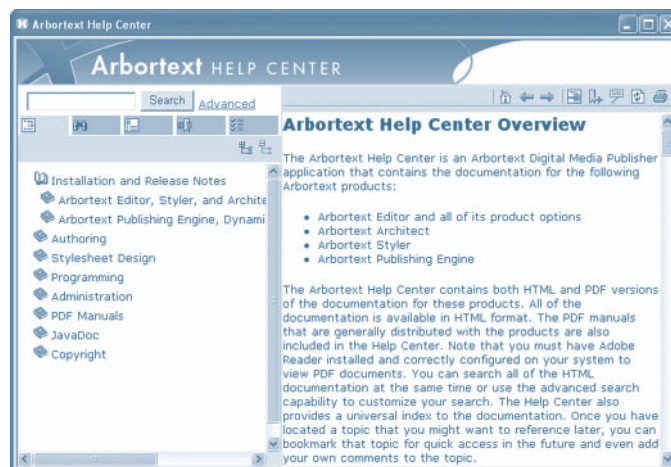 Arbortext Help Center
Arbortext HELP CENTER
Search Advanced
Installation and Release Notes
Arbortext Editor, Styler, and Archite
Arbortext Publishing Engine, Dynami
Authoring
Stylesheet Design
Programming
Administration
PDF Manuals
JavaDoc
Copyright
Arbortext Help Center Overview
The Arbortext Help Center is an Arbortext Digital Media Publisher
application that contains the documentation for the following
Arbortext products:
• Arbortext Editor and all of its product options
• Arbortext Architect
• Arbortext Styler
• Arbortext Publishing Engine
The Arbortext Help Center contains both HTML and PDF versions
of the documentation for these products. All of the
documentation is available in HTML format. The PDF manuals
that are generally distributed with the products are also
included in the Help Center. Note that you must have Adobe
Reader installed and correctly configured on your system to
view PDF documents. You can search all of the HTML
documentation at the same time or use the advanced search
capability to customize your search. The Help Center also
provides a universal index to the documentation. Once you have
located a topic that you might want to reference later, you can
bookmark that topic for quick access in the future and even add
your own comments to the topic.